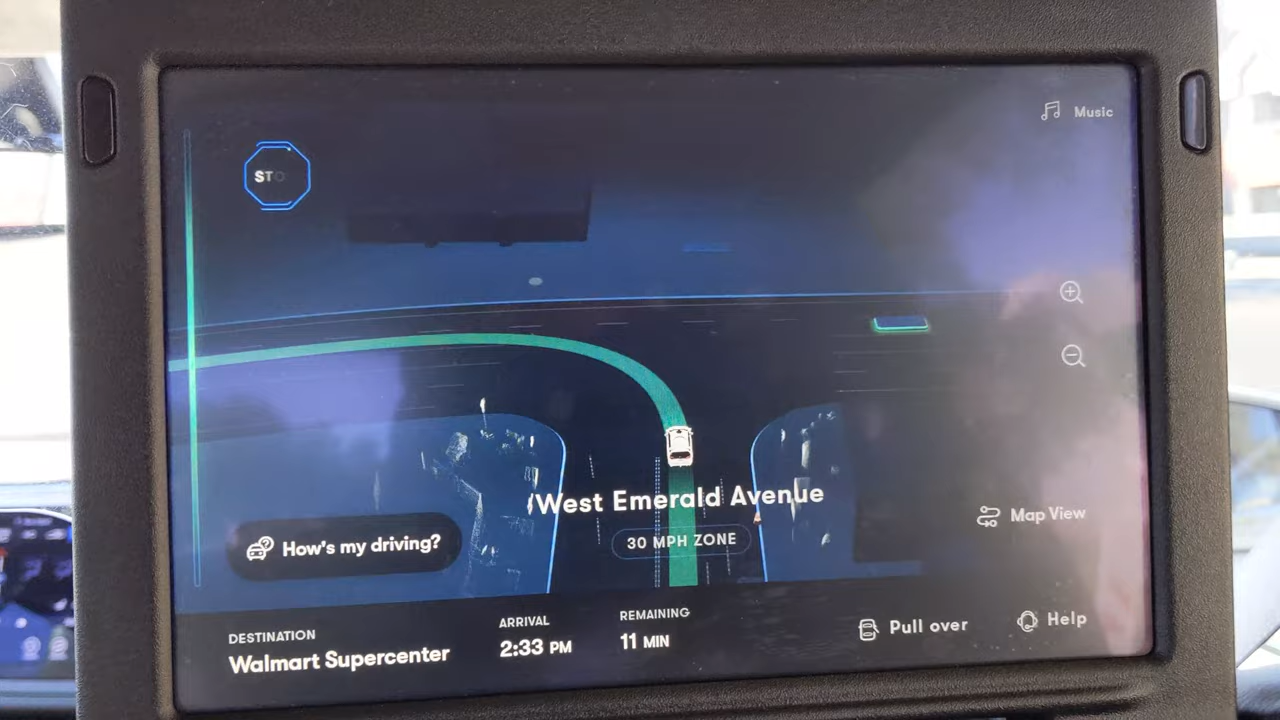 Music
STO
West Emerald Avenue
30 MPH ZONE
Map View
How's my driving?
DESTINATION
Walmart Supercenter
ARRIVAL
2:33 PM
REMAINING
11 MIN
Pull over
Help